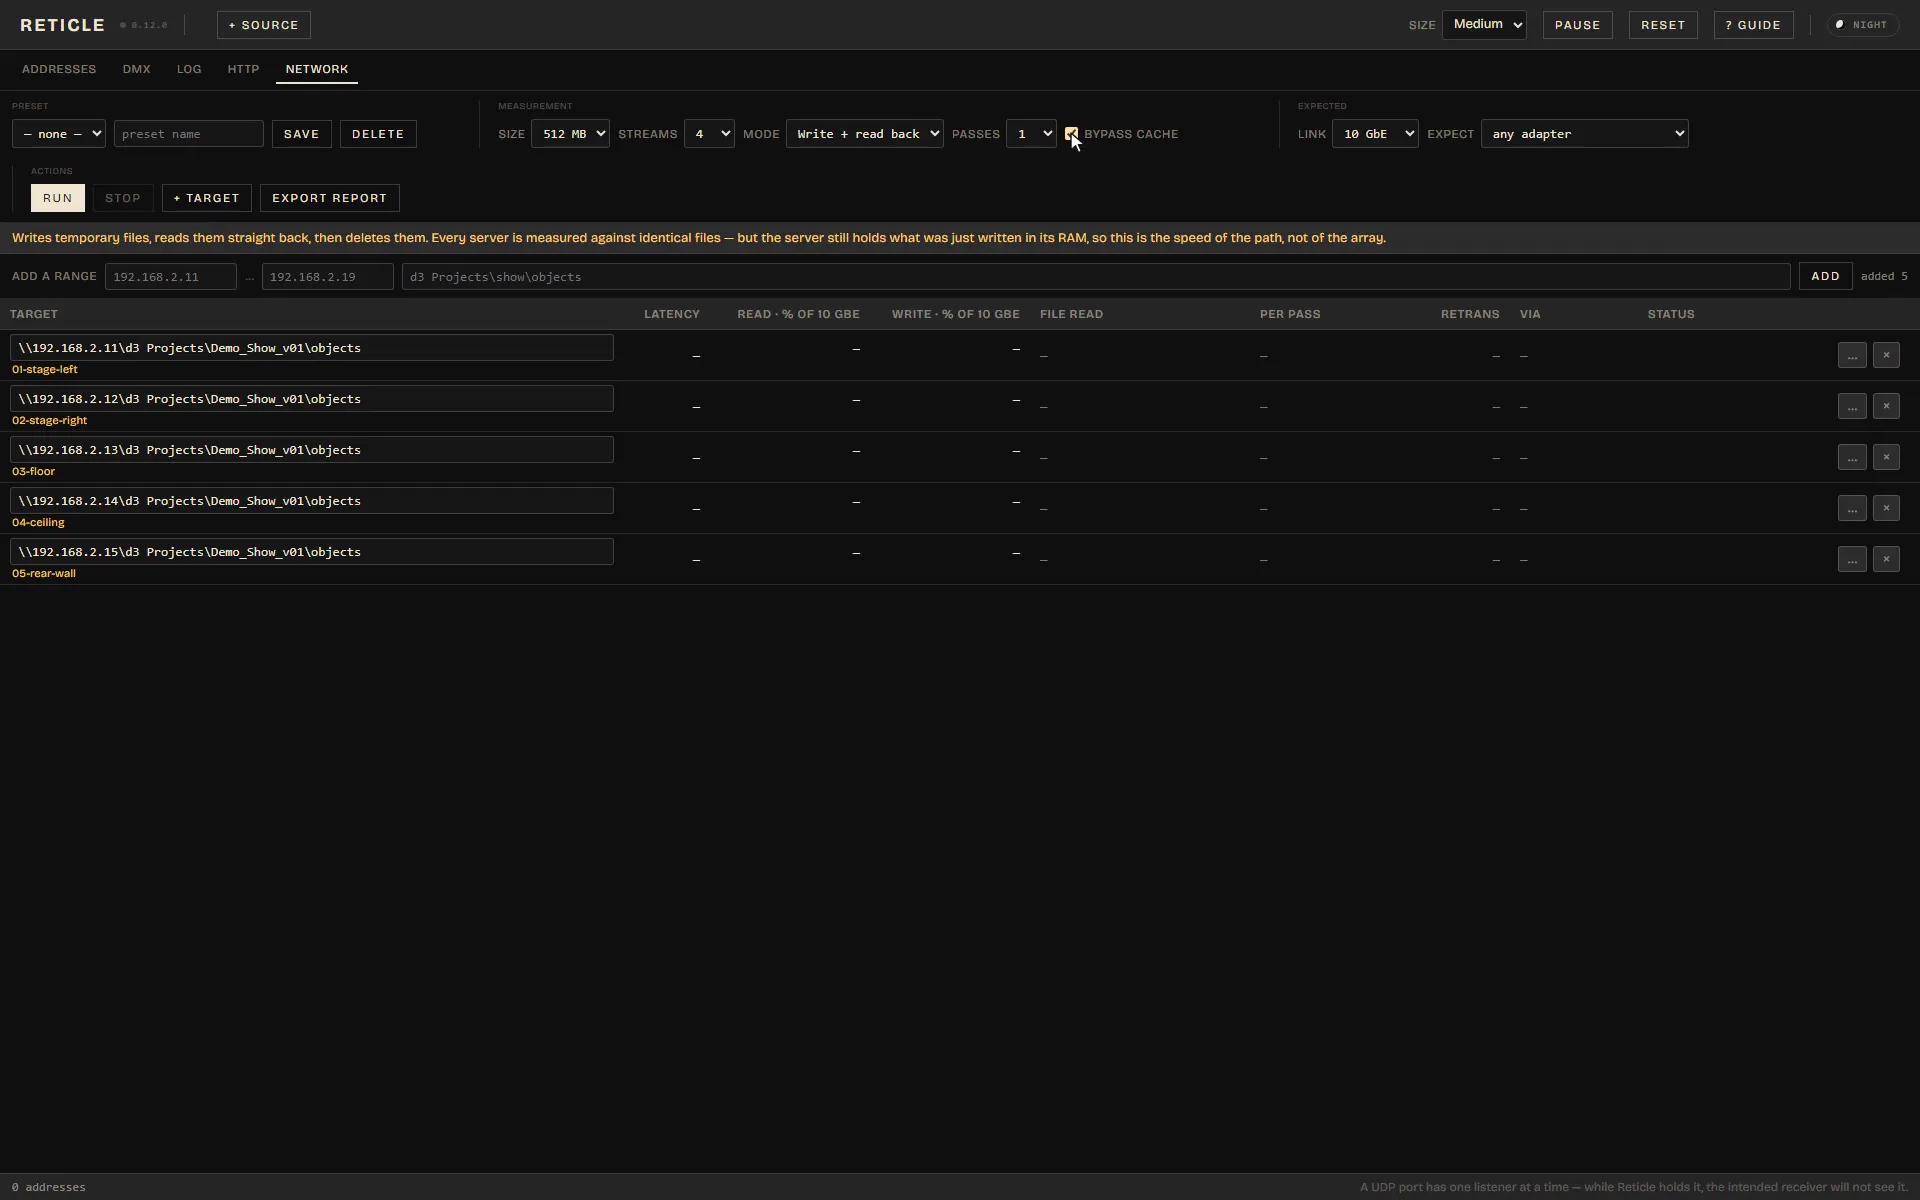 RETICLE 0.12.0 + SOURCE SIZE Medium PAUSE RESET ? GUIDE NIGHT
ADDRESSES DMX LOG HTTP NETWORK
PRESET MEASUREMENT EXPECTED
— none — preset name SAVE DELETE SIZE 512 MB STREAMS 4 MODE Write + read back PASSES 1 BYPASS CACHE LINK 10 GbE EXPECT any adapter
ACTIONS
RUN STOP + TARGET EXPORT REPORT
Writes temporary files, reads them straight back, then deletes them. Every server is measured against identical files — but the server still holds what was just written in its RAM, so this is the speed of the path, not of the array.
ADD A RANGE 192.168.2.11 … 192.168.2.19 d3 Projects\show\objects ADD added 5
TARGET LATENCY READ · % OF 10 GBE WRITE · % OF 10 GBE FILE READ PER PASS RETRANS VIA STATUS
\\192.168.2.11\d3 Projects\Demo_Show_v01\objects — — — — — — — … ×
01-stage-left
\\192.168.2.12\d3 Projects\Demo_Show_v01\objects — — — — — — — … ×
02-stage-right
\\192.168.2.13\d3 Projects\Demo_Show_v01\objects — — — — — — — … ×
03-floor
\\192.168.2.14\d3 Projects\Demo_Show_v01\objects — — — — — — — … ×
04-ceiling
\\192.168.2.15\d3 Projects\Demo_Show_v01\objects — — — — — — — … ×
05-rear-wall
0 addresses A UDP port has one listener at a time — while Reticle holds it, the intended receiver will not see it.